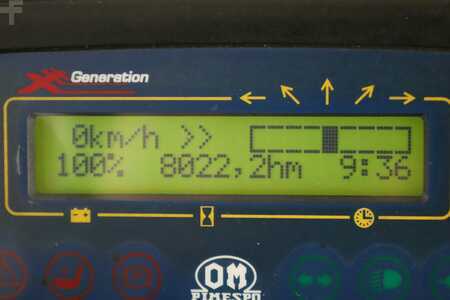 X Generation
0km/h >>
100% 8022,2hm 9:36
OM
PIMESPO